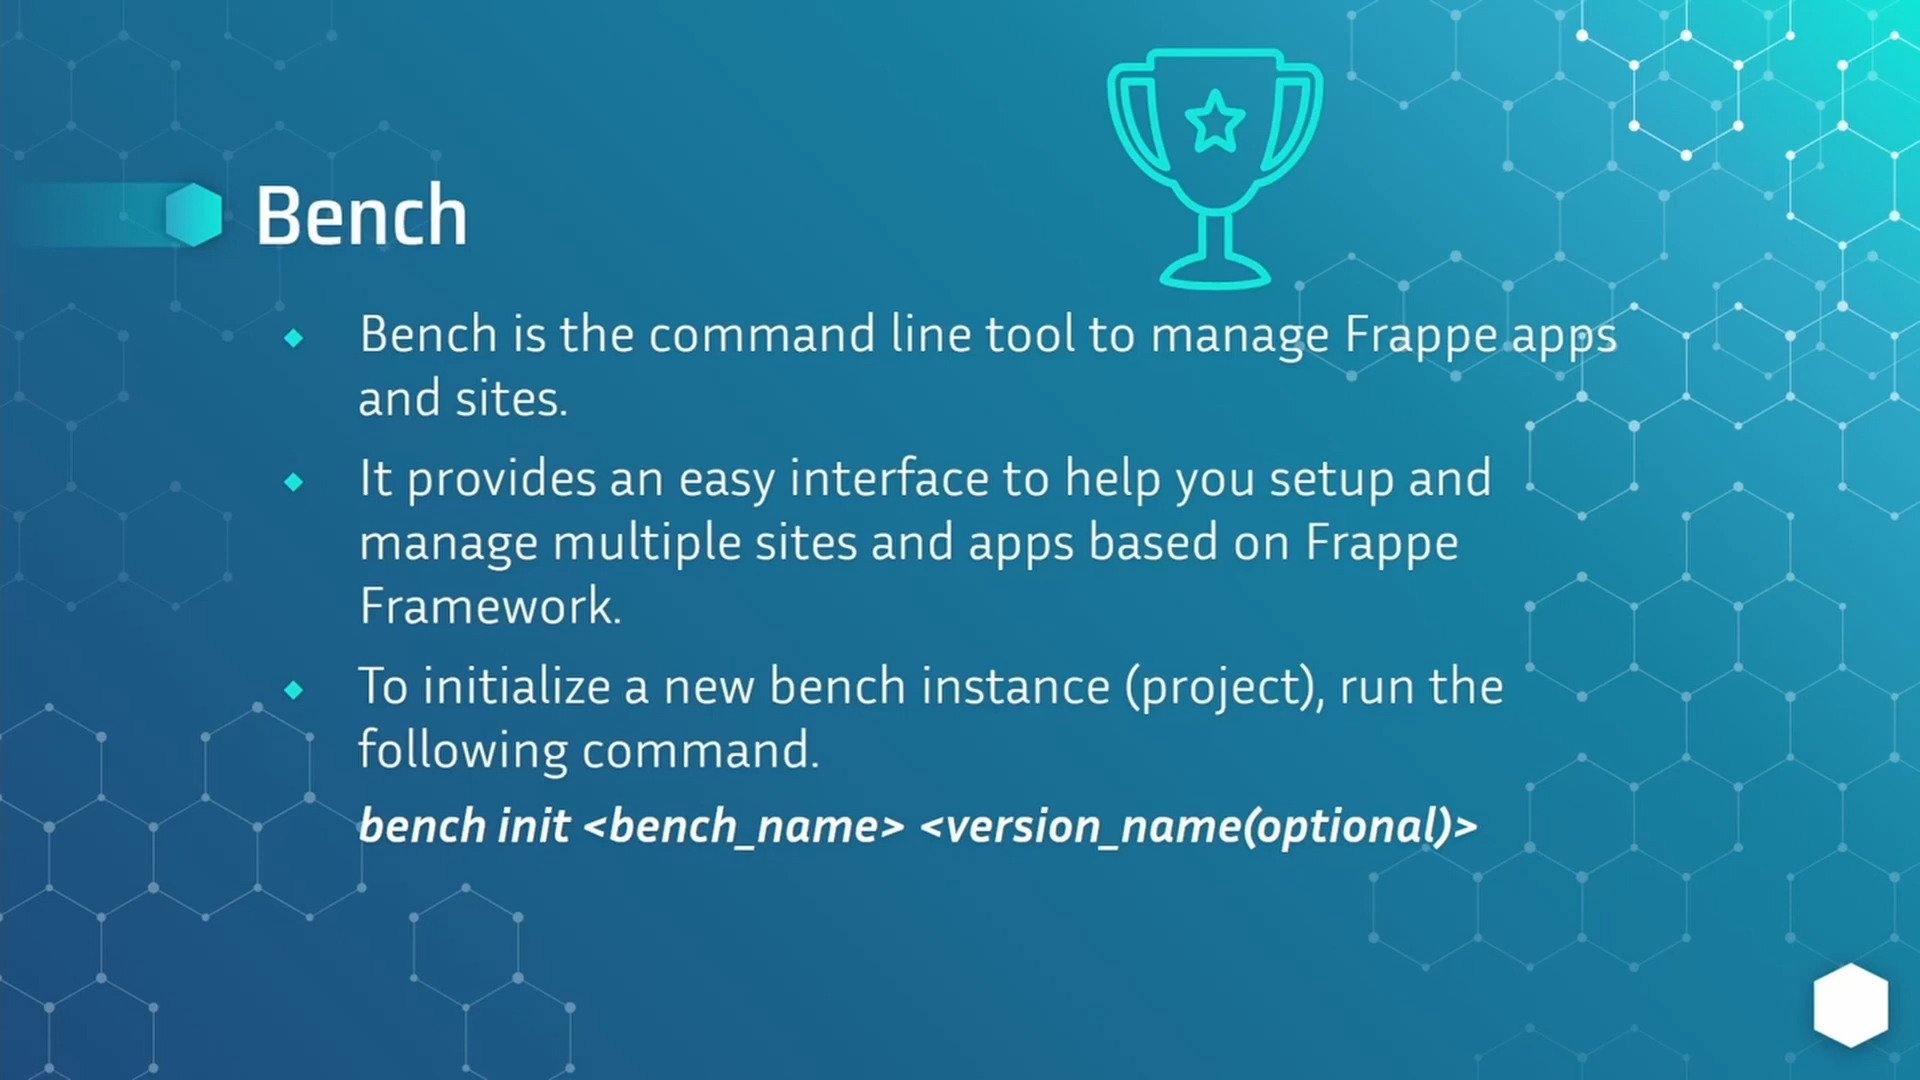 Bench
Bench is the command line tool to manage Frappe apps
and sites.
It provides an easy interface to help you setup and
manage multiple sites and apps based on Frappe
Framework.
To initialize a new bench instance (project), run the
following command.
bench init <bench_name> <version_name(optional)>